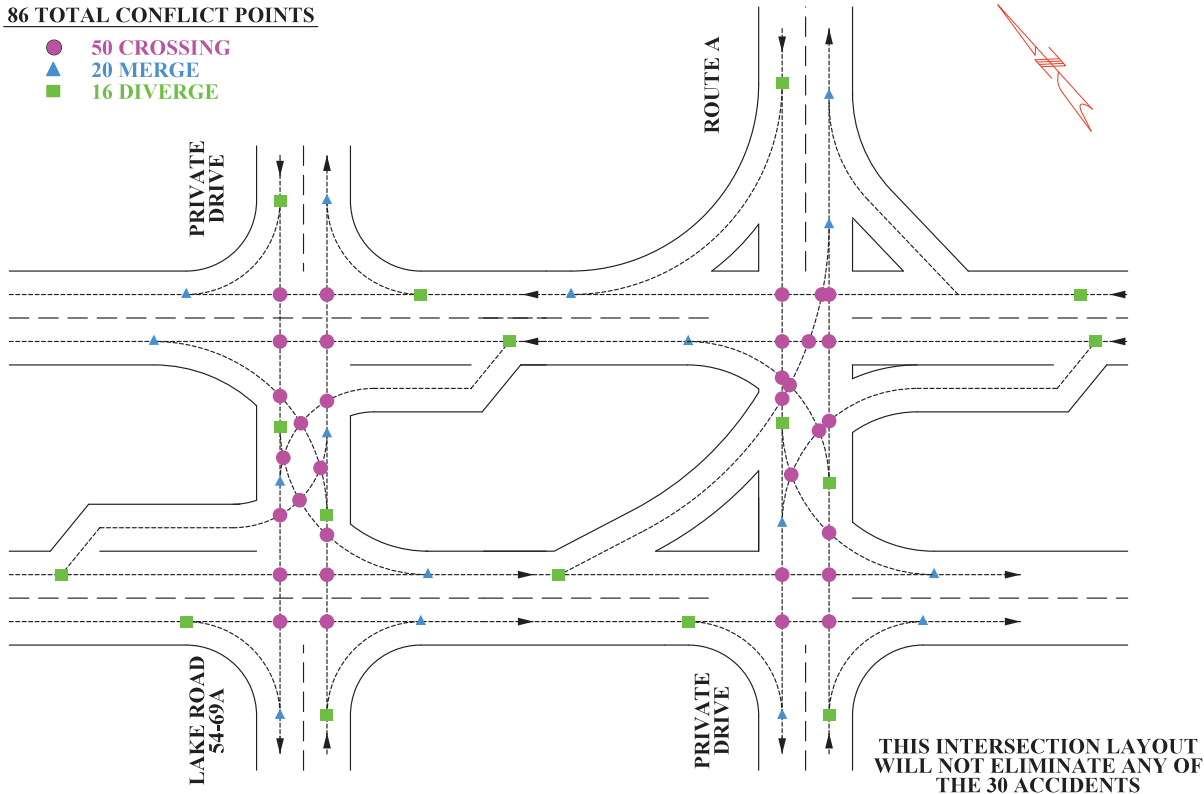 86 TOTAL CONFLICT POINTS
50 CROSSING
20 MERGE
16 DIVERGE
PRIVATE
DRIVE
ROUTE A
LAKE ROAD
54-69A
PRIVATE
DRIVE
THIS INTERSECTION LAYOUT
WILL NOT ELIMINATE ANY OF
THE 30 ACCIDENTS